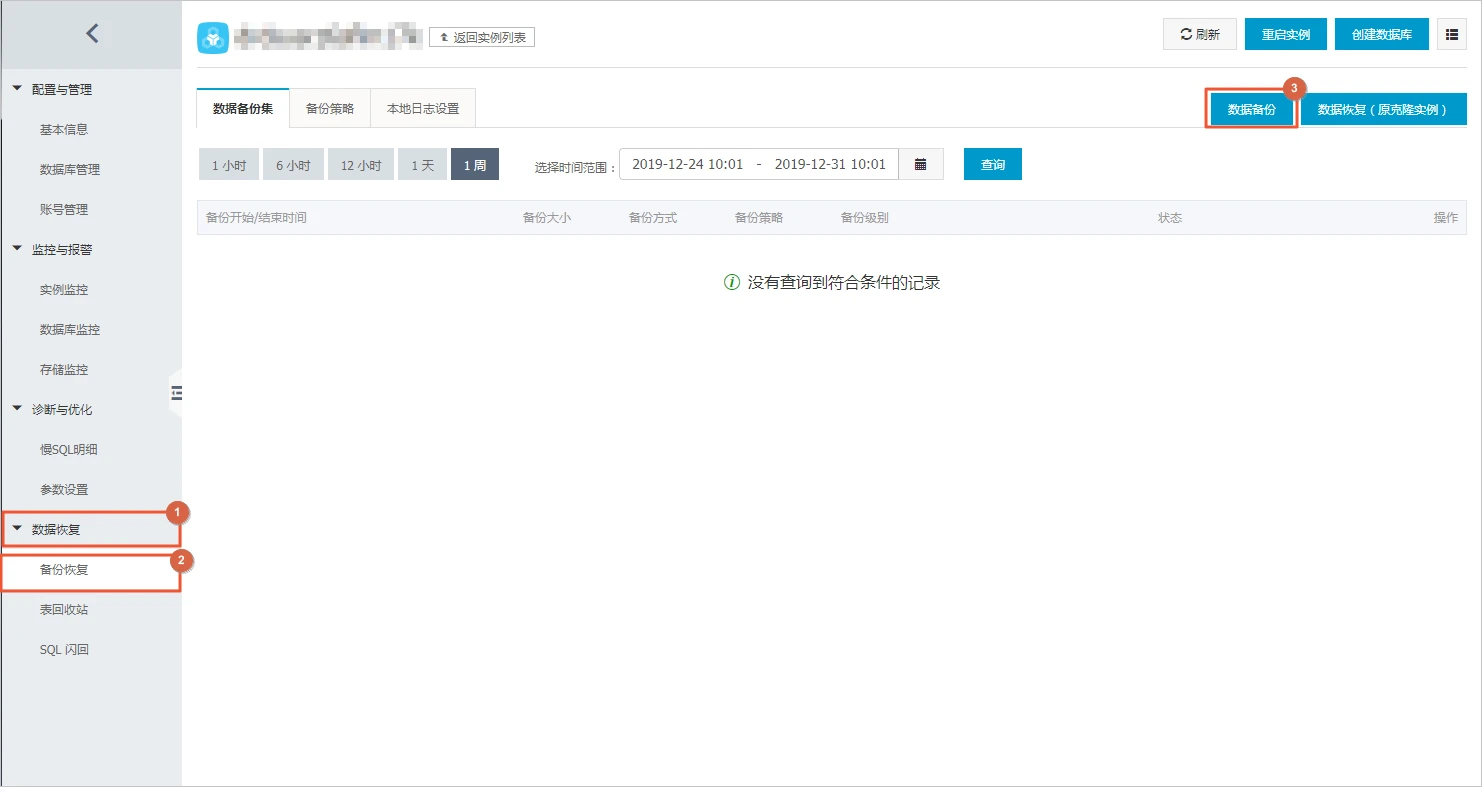 返回实例列表
刷新
重启实例
创建数据库
配置与管理
基本信息
数据库管理
账号管理
监控与报警
实例监控
数据库监控
存储监控
诊断与优化
慢SQL明细
参数设置
数据恢复
1
备份恢复
2
表回收站
SQL 闪回
数据备份集
备份策略
本地日志设置
数据备份
3
数据恢复（原克隆实例）
1 小时
6 小时
12 小时
1 天
1 周
选择时间范围：
2019-12-24 10:01 - 2019-12-31 10:01
查询
备份开始/结束时间 备份大小 备份方式 备份策略 备份级别 状态 操作
没有查询到符合条件的记录